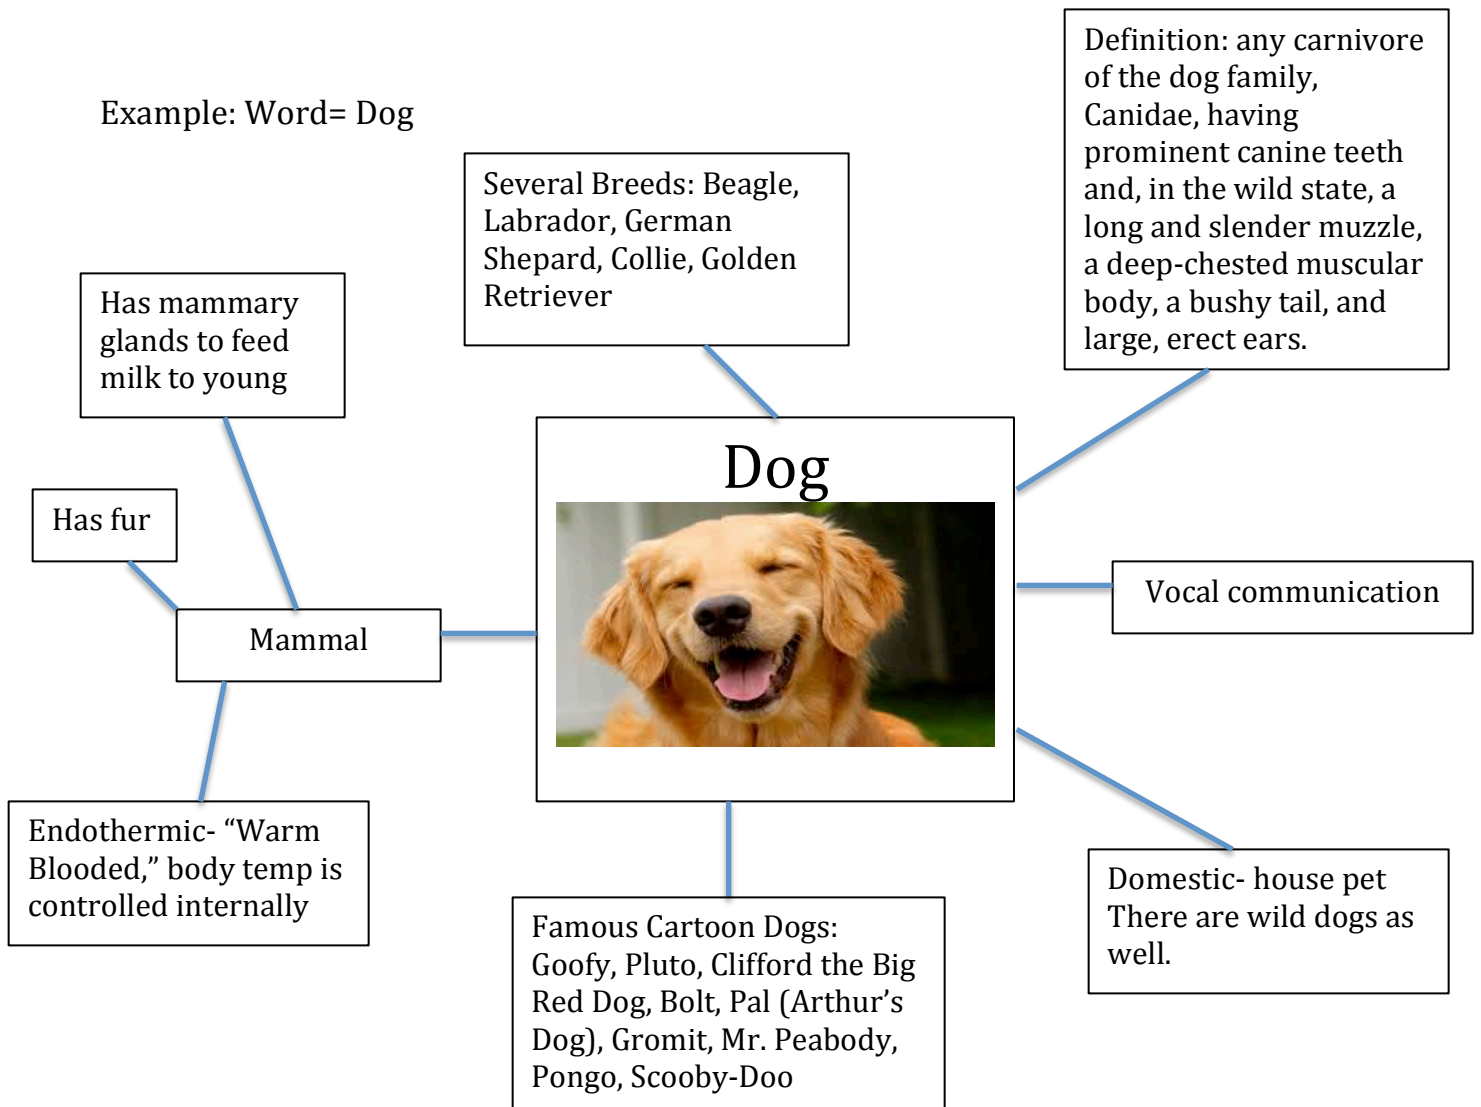 Example: Word= Dog
Several Breeds: Beagle,
Labrador, German
Shepard, Collie, Golden
Retriever
Definition: any carnivore
of the dog family,
Canidae, having
prominent canine teeth
and, in the wild state, a
long and slender muzzle,
a deep-chested muscular
body, a bushy tail, and
large, erect ears.
Has mammary
glands to feed
milk to young
Has fur
Mammal
Dog
Vocal communication
Endothermic- “Warm
Blooded,” body temp is
controlled internally
Famous Cartoon Dogs:
Goofy, Pluto, Clifford the Big
Red Dog, Bolt, Pal (Arthur’s
Dog), Gromit, Mr. Peabody,
Pongo, Scooby-Doo
Domestic- house pet
There are wild dogs as
well.